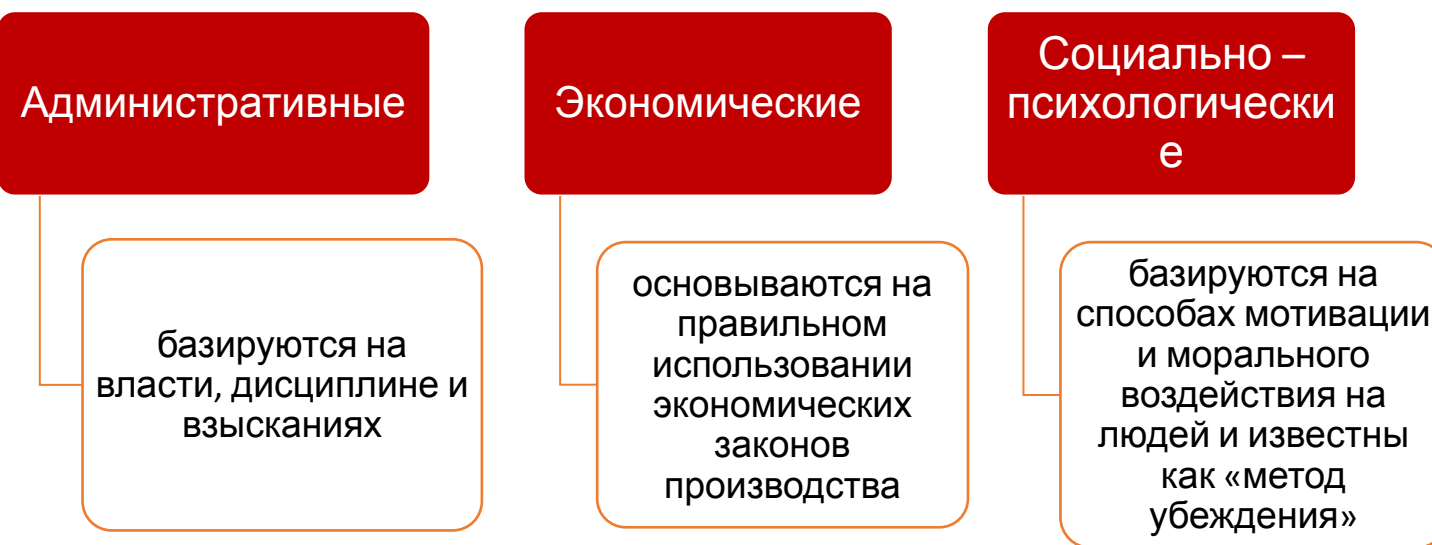 Административные
базируются на
власти, дисциплине и
взысканиях
Экономические
основываются на
правильном
использовании
экономических
законов
производства
Социально –
психологически
е
базируются на
способах мотивации
и морального
воздействия на
людей и известны
как «метод
убеждения»